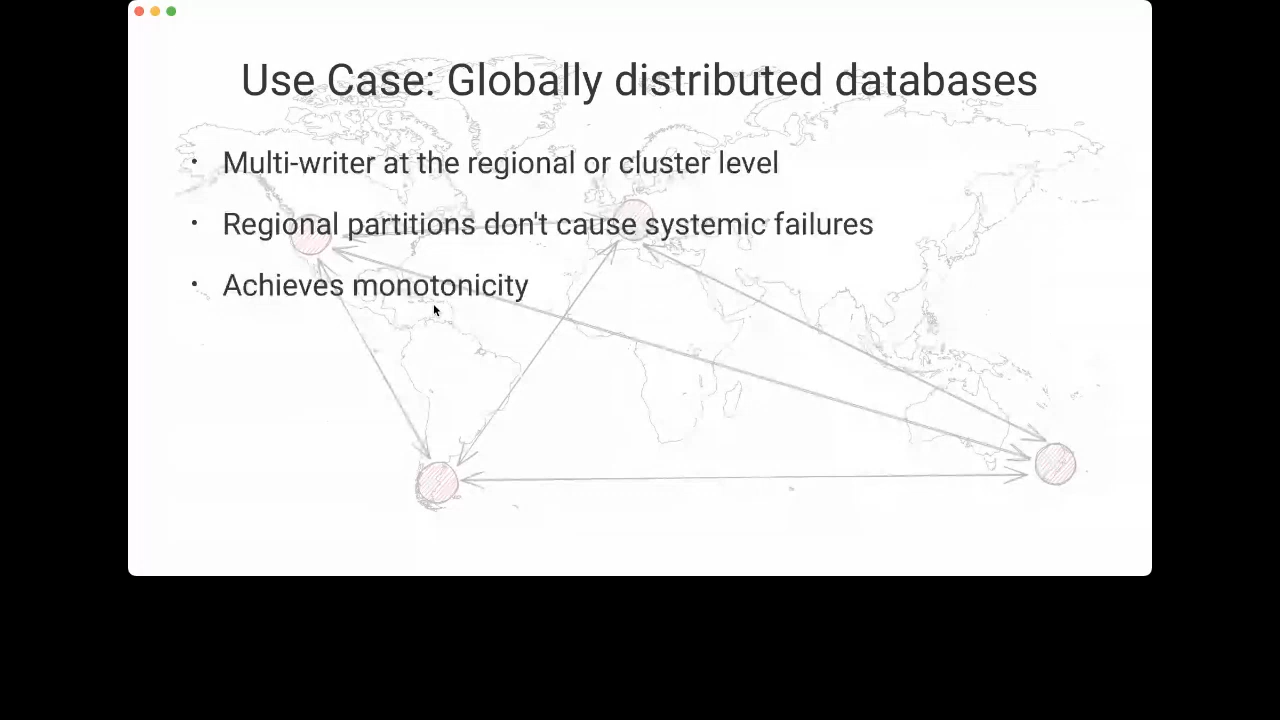 Use Case: Globally distributed databases
• Multi-writer at the regional or cluster level
• Regional partitions don't cause systemic failures
• Achieves monotonicity